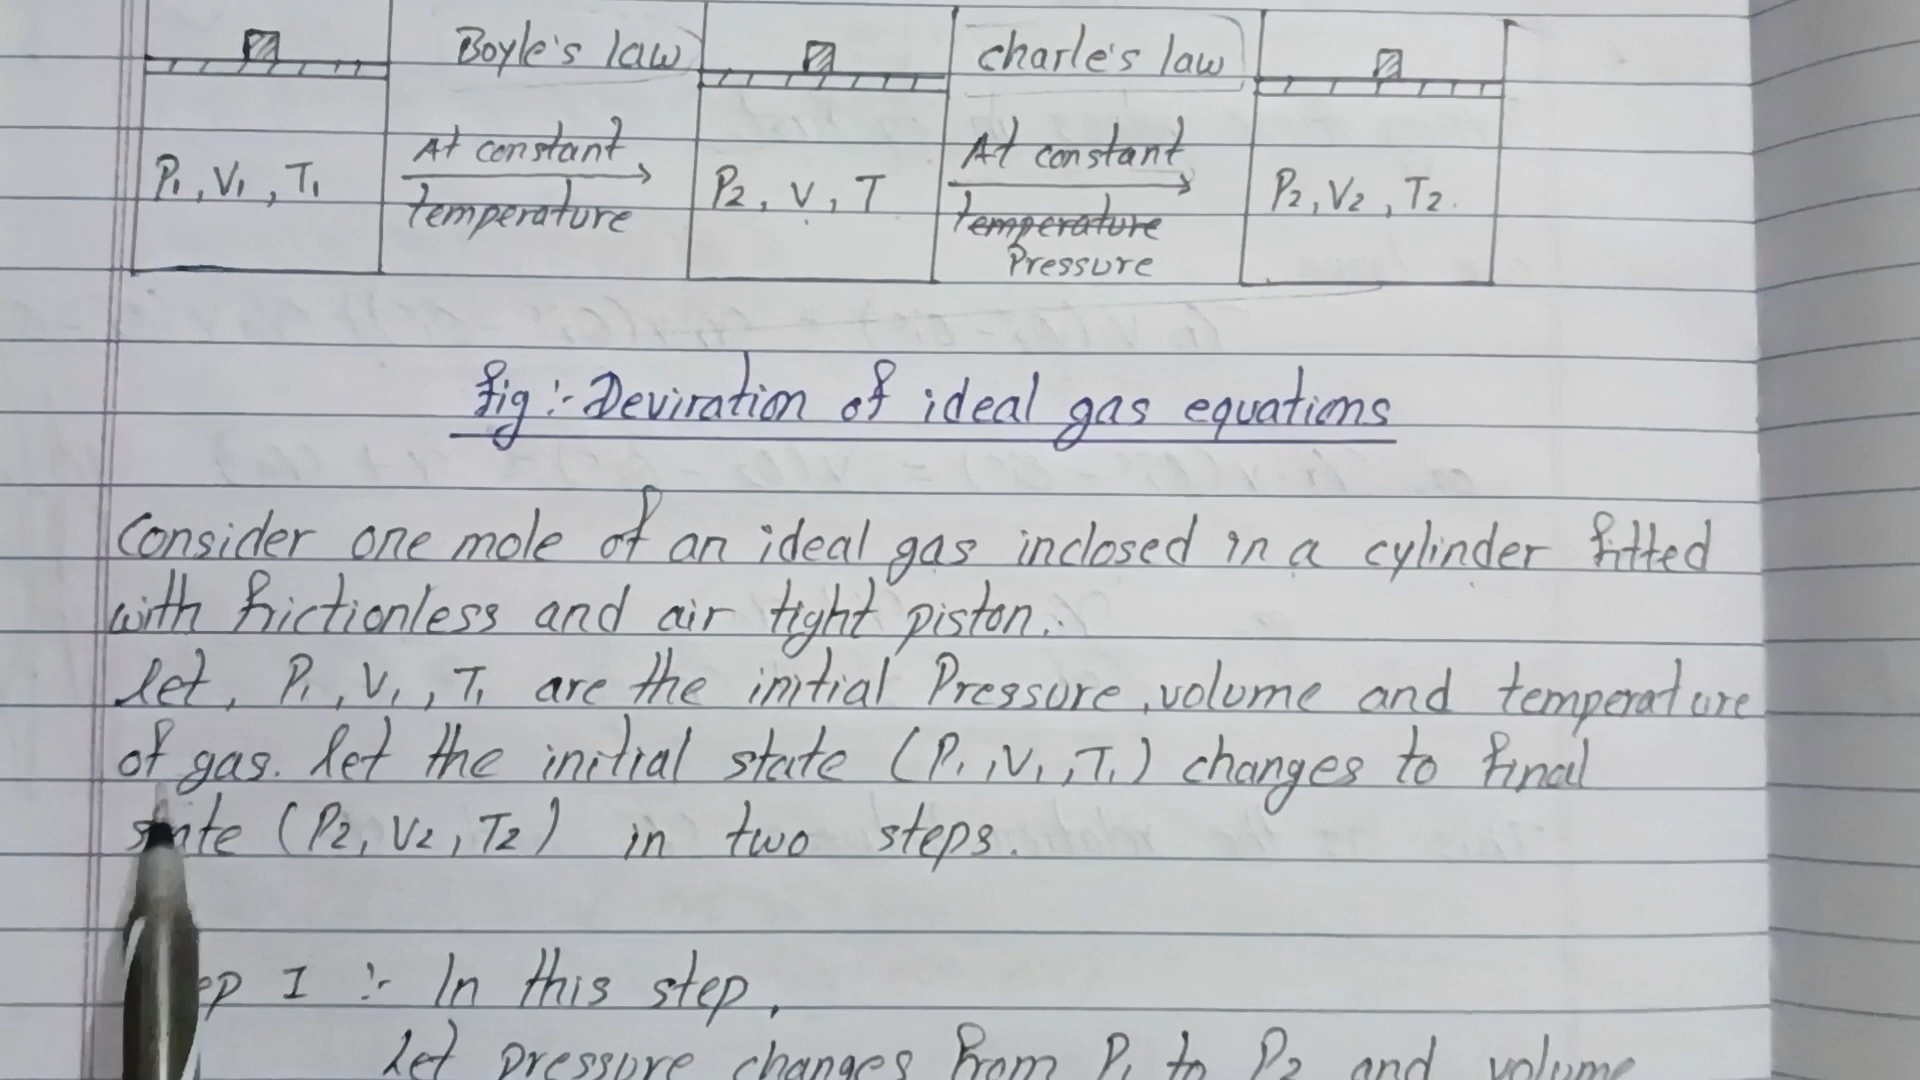 Boyle's law
charle's law
P1, V1, T1
At constant
temperature
P2, V, T
At constant
temperature
Pressure
P2, V2, T2.
fig :- Deviration of ideal gas equations
Consider one mole of an ideal gas inclosed in a cylinder fitted
with frictionless and air tight piston.
let, P1, V1, T1 are the initial Pressure, volume and temperature
of gas. let the initial state (P1, V1, T1) changes to final
state (P2, V2, T2) in two steps.
ep I :- In this step,
let pressure changes from P1 to P2 and volume